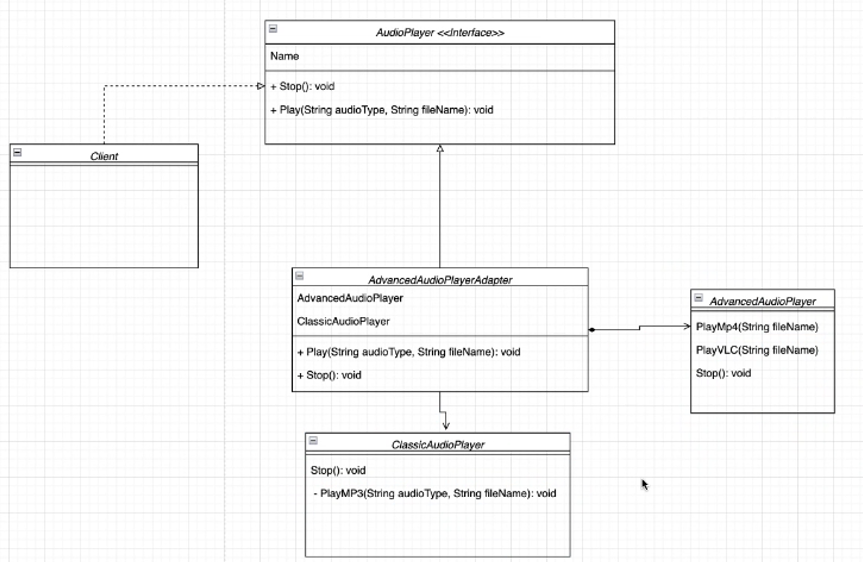 AudioPlayer <<Interface>>
Name
+ Stop(): void
+ Play(String audioType, String fileName): void
Client
AdvancedAudioPlayerAdapter
AdvancedAudioPlayer
ClassicAudioPlayer
+ Play(String audioType, String fileName): void
+ Stop(): void
AdvancedAudioPlayer
PlayMp4(String fileName)
PlayVLC(String fileName)
Stop(): void
ClassicAudioPlayer
Stop(): void
- PlayMP3(String audioType, String fileName): void